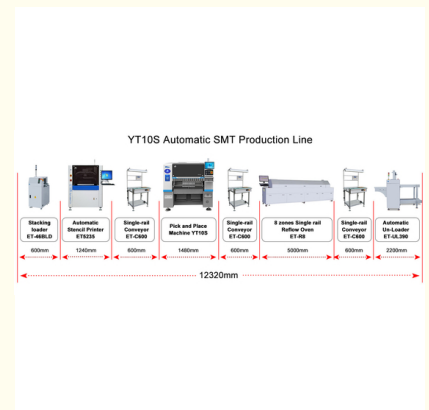 YT10S Automatic SMT Production Line
Stacking
loader
ET-46BLD
Automatic
Stencil Printer
ET5235
Single-rail
Conveyor
ET-C600
Pick and Place
Machine YT10S
Single-rail
Conveyor
ET-C600
8 zones Single rail
Reflow Oven
ET-R8
Single-rail
Conveyor
ET-C600
Automatic
Un-Loader
ET-UL390
600mm
1240mm
600mm
1480mm
600mm
5000mm
600mm
2200mm
12320mm